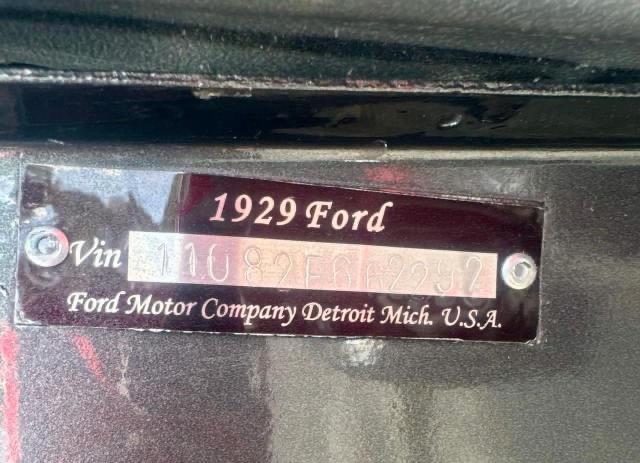 1929 Ford
Vin
Ford Motor Company Detroit Mich. U.S.A.